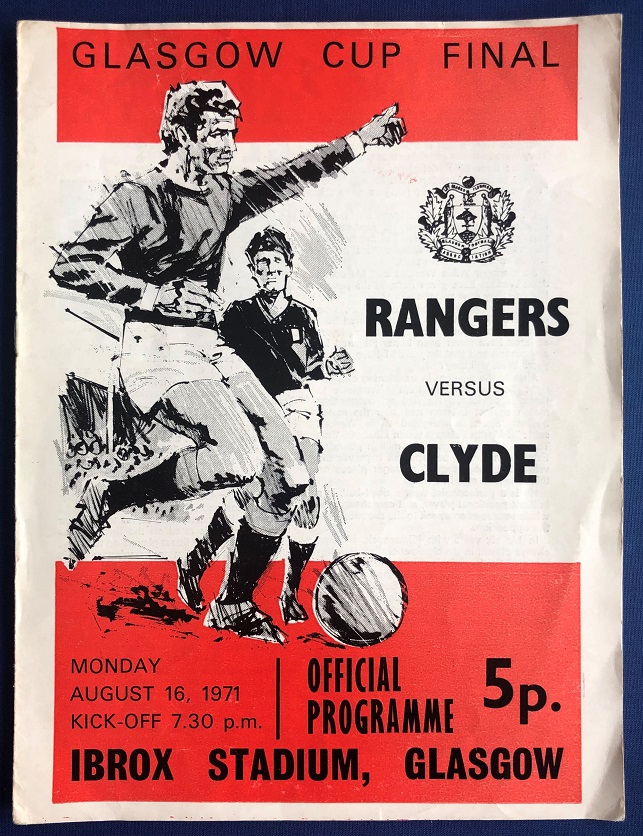 GLASGOW CUP FINAL
RANGERS
VERSUS
CLYDE
MONDAY
AUGUST 16, 1971
KICK-OFF 7.30 p.m.
OFFICIAL
PROGRAMME
5p.
IBROX STADIUM, GLASGOW